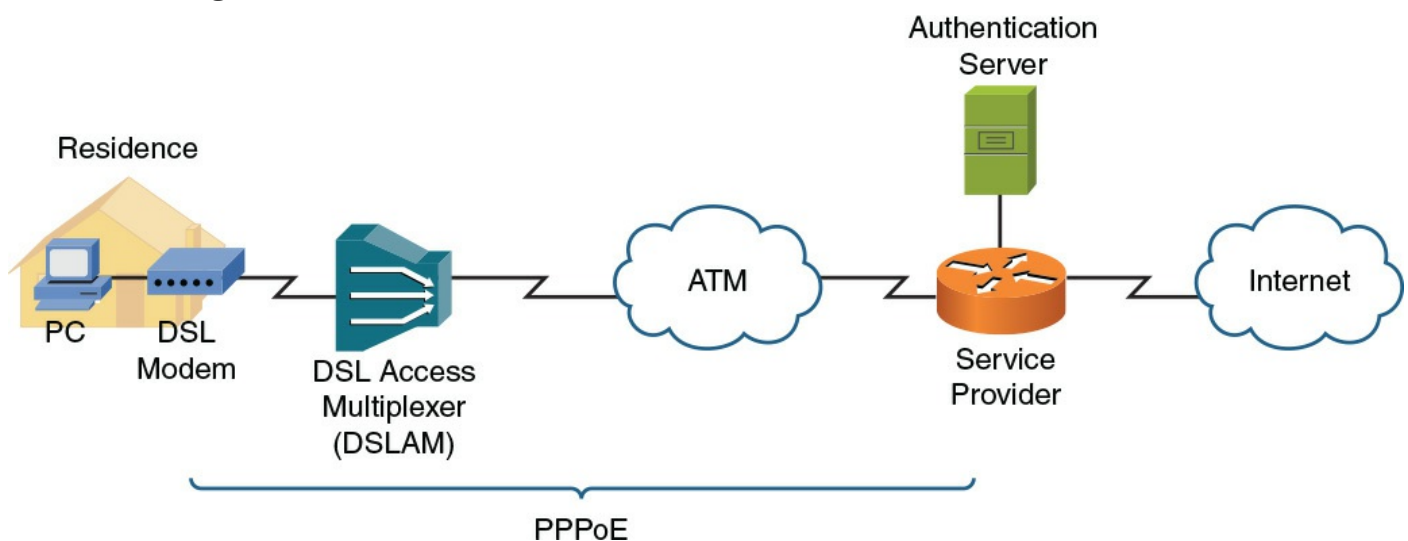 Authentication
Server
Residence
ATM
Internet
PC
DSL
Modem
DSL Access
Multiplexer
(DSLAM)
Service
Provider
PPPoE